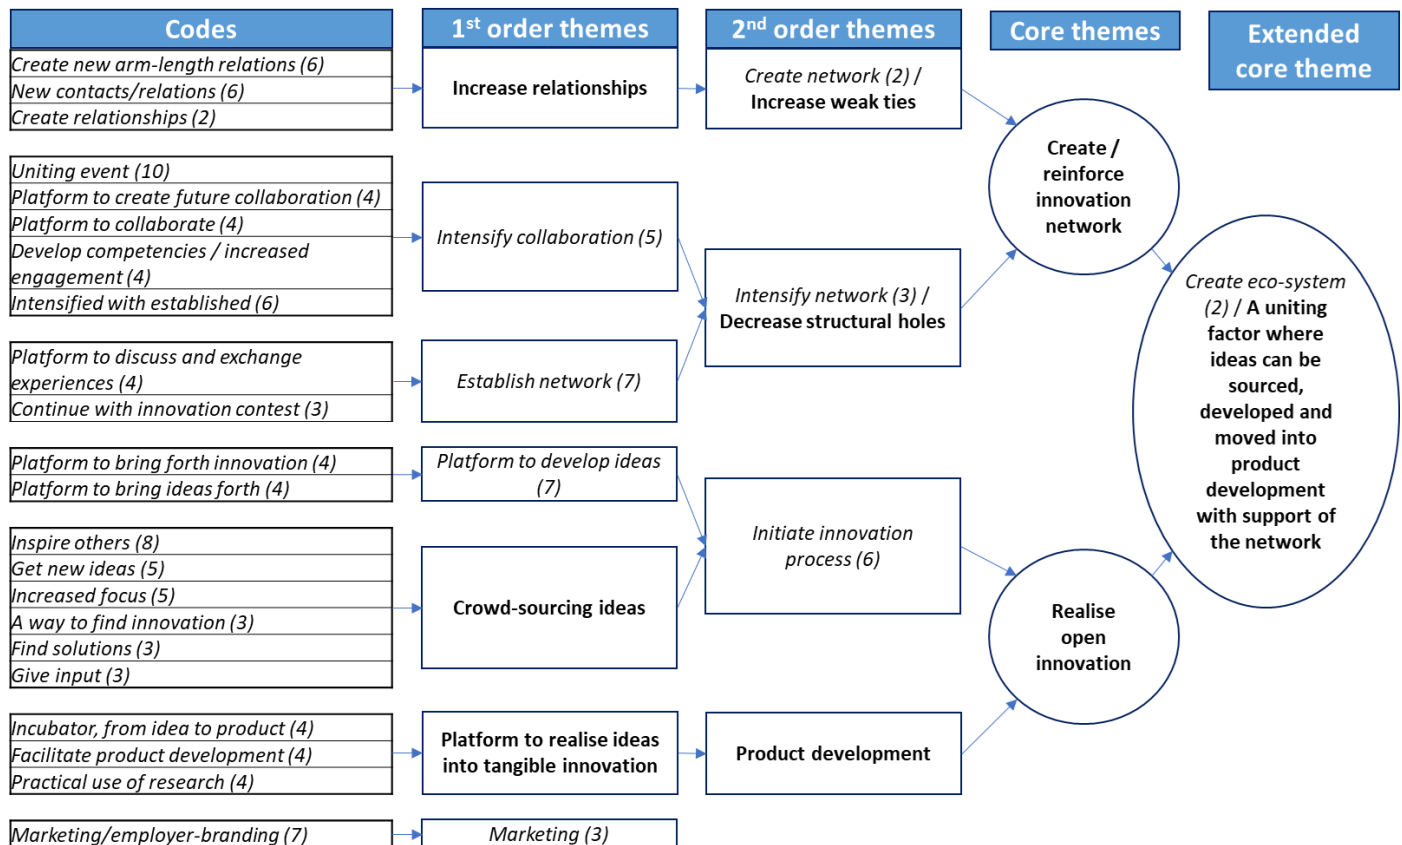 Codes
1st order themes
2nd order themes
Core themes
Extended
core theme
Create new arm-length relations (6)
New contacts/relations (6)
Create relationships (2)
Increase relationships
Create network (2) /
Increase weak ties
Create /
reinforce
innovation
network
Uniting event (10)
Platform to create future collaboration (4)
Platform to collaborate (4)
Develop competencies / increased
engagement (4)
Intensified with established (6)
Intensify collaboration (5)
Intensify network (3) /
Decrease structural holes
Platform to discuss and exchange
experiences (4)
Continue with innovation contest (3)
Establish network (7)
Create eco-system
(2) / A uniting
factor where
ideas can be
sourced,
developed and
moved into
product
development
with support of
the network
Platform to bring forth innovation (4)
Platform to bring ideas forth (4)
Platform to develop ideas
(7)
Initiate innovation
process (6)
Inspire others (8)
Get new ideas (5)
Increased focus (5)
A way to find innovation (3)
Find solutions (3)
Give input (3)
Crowd-sourcing ideas
Realise
open
innovation
Incubator, from idea to product (4)
Facilitate product development (4)
Practical use of research (4)
Platform to realise ideas
into tangible innovation
Product development
Marketing/employer-branding (7)
Marketing (3)